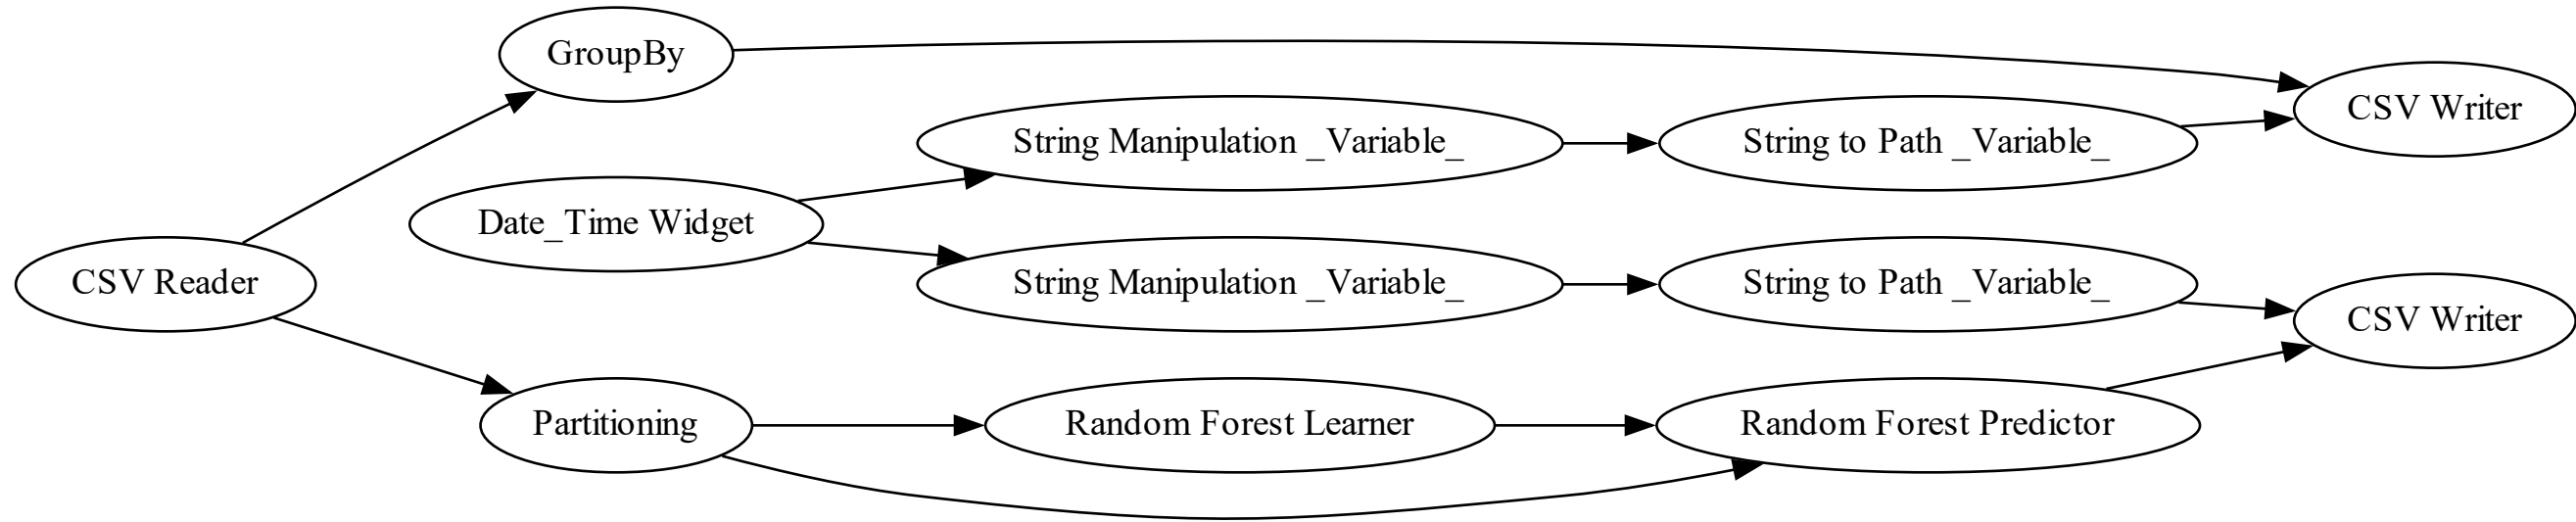 GroupBy
CSV Writer
String Manipulation _Variable_
String to Path _Variable_
Date_Time Widget
CSV Reader
String Manipulation _Variable_
String to Path _Variable_
CSV Writer
Partitioning
Random Forest Learner
Random Forest Predictor